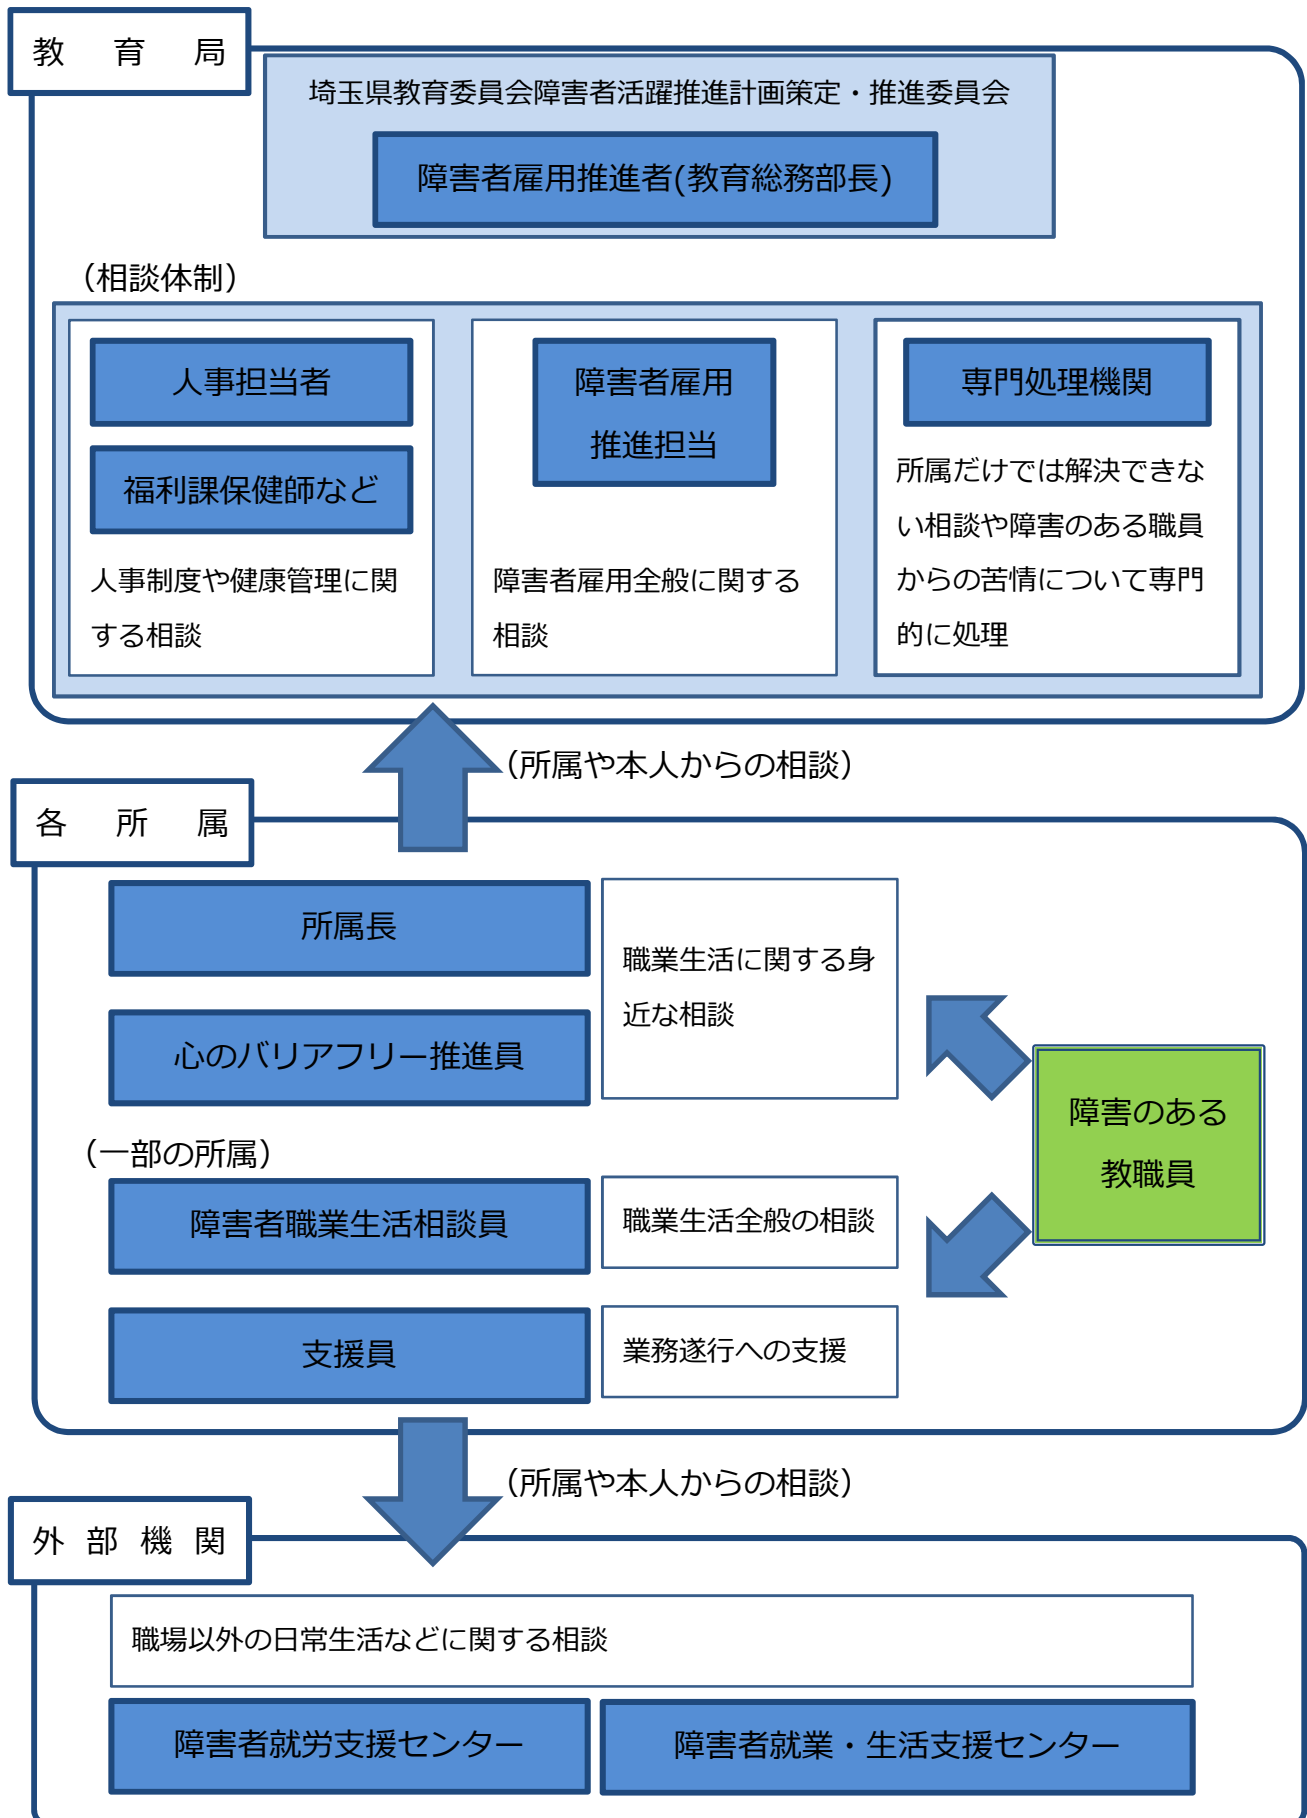 教育局
埼玉県教育委員会障害者活躍推進計画策定・推進委員会
障害者雇用推進者(教育総務部長)
（相談体制）
人事担当者
福利課保健師など
人事制度や健康管理に関
する相談
障害者雇用
推進担当
障害者雇用全般に関する
相談
専門処理機関
所属だけでは解決できな
い相談や障害のある職員
からの苦情について専門
的に処理
（所属や本人からの相談）
各所属
所属長
心のバリアフリー推進員
職業生活に関する身
近な相談
障害のある
教職員
（一部の所属）
障害者職業生活相談員
職業生活全般の相談
支援員
業務遂行への支援
（所属や本人からの相談）
外部機関
職場以外の日常生活などに関する相談
障害者就労支援センター
障害者就業・生活支援センター